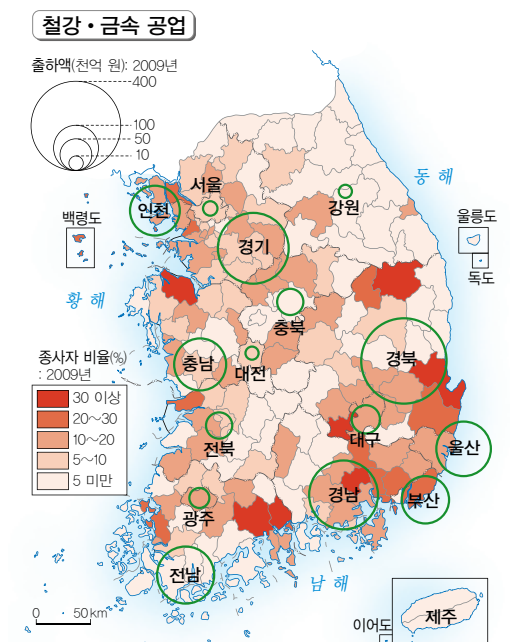 철강·금속 공업
출하액(천억 원): 2009년
400
100
50
10
동 해
서울
강원
인천
백령도
울릉도
경기
독도
황 해
충북
종사자 비율(%)
: 2009년
충남
경북
대전
30 이상
20～30
10～20
5～10
5 미만
대구
전북
울산
경남
부산
광주
전남
남 해
제주
이어도
0 50km